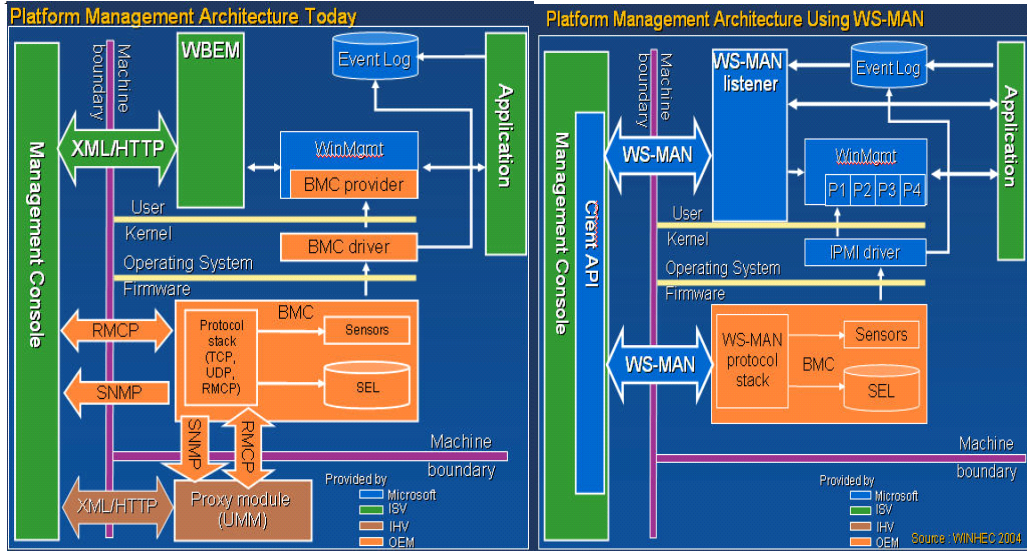 Platform Management Architecture Today
Management Console
Machine
boundary
WBEM
Event Log
Application
XML/HTTP
WinMgmt
BMC provider
User
Kernel
BMC driver
Operating System
Firmware
RMCP
SNMP
Protocol
stack
(TCP,
UDP,
RMCP)
BMC
Sensors
SEL
SNMP
RMCP
Machine
boundary
XML/HTTP
Proxy module
(UMM)
Provided by
Microsoft
ISV
IHV
OEM
Platform Management Architecture Using WS-MAN
Management Console
Client API
Machine
boundary
WS-MAN
listener
Event Log
Application
WS-MAN
WinMgmt
P1
P2
P3
P4
User
Kernel
IPMI driver
Operating System
Firmware
WS-MAN
WS-MAN
protocol
stack
BMC
Sensors
SEL
Machine
boundary
Provided by
Microsoft
ISV
IHV
OEM
Source : WINHEC 2004